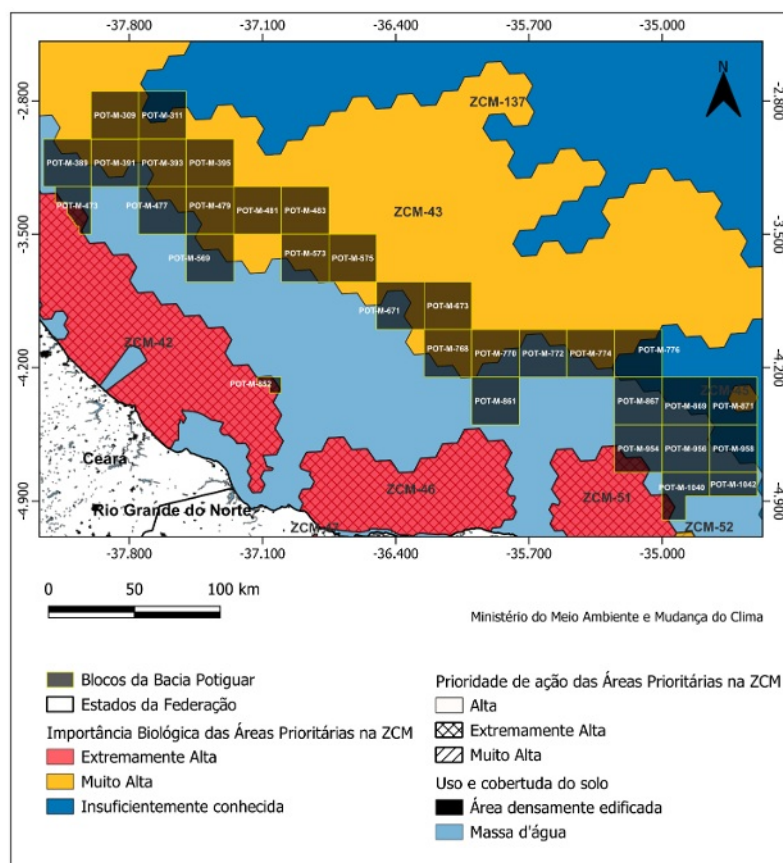 -37.800 -37.100 -36.400 -35.700 -35.000
-2.800
-2.800
N
ZCM-137
POT-M-309 POT-M-311
POT-M-389 POT-M-391 POT-M-393 POT-M-395
POT-M-473 POT-M-477 POT-M-479 POT-M-481 POT-M-483
ZCM-43
-3.500
-3.500
POT-M-569 POT-M-573 POT-M-575
POT-M-671 POT-M-673
ZCM-42
POT-M-768 POT-M-770 POT-M-772 POT-M-774 POT-M-776
-4.200
-4.200
POT-M-852
POT-M-861 POT-M-867 POT-M-869 POT-M-871
POT-M-954 POT-M-956 POT-M-958
Ceara
ZCM-46
POT-M-1040 POT-M-1042
ZCM-51
-4.900
-4.900
Rio Grande do Norte
ZCM-52
-37.800 -37.100 -36.400 -35.700 -35.000
0 50 100 km
Ministério do Meio Ambiente e Mudança do Clima
Blocos da Bacia Potiguar
Estados da Federação
Importância Biológica das Áreas Prioritárias na ZCM
Extremamente Alta
Muito Alta
Insuficientemente conhecida
Prioridade de ação das Áreas Prioritárias na ZCM
Alta
Extremamente Alta
Muito Alta
Uso e cobertuda do solo
Área densamente edificada
Massa d'água